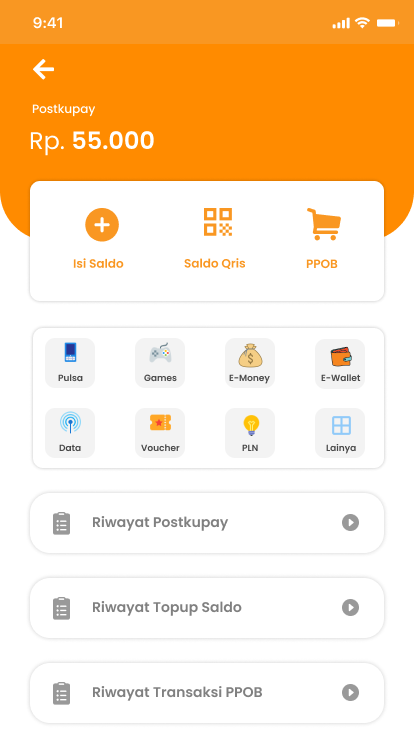 9:41
Postkupay
Rp. 55.000
Isi Saldo
Saldo Qris
PPOB
Pulsa
Games
E-Money
E-Wallet
Data
Voucher
PLN
Lainya
Riwayat Postkupay
Riwayat Topup Saldo
Riwayat Transaksi PPOB